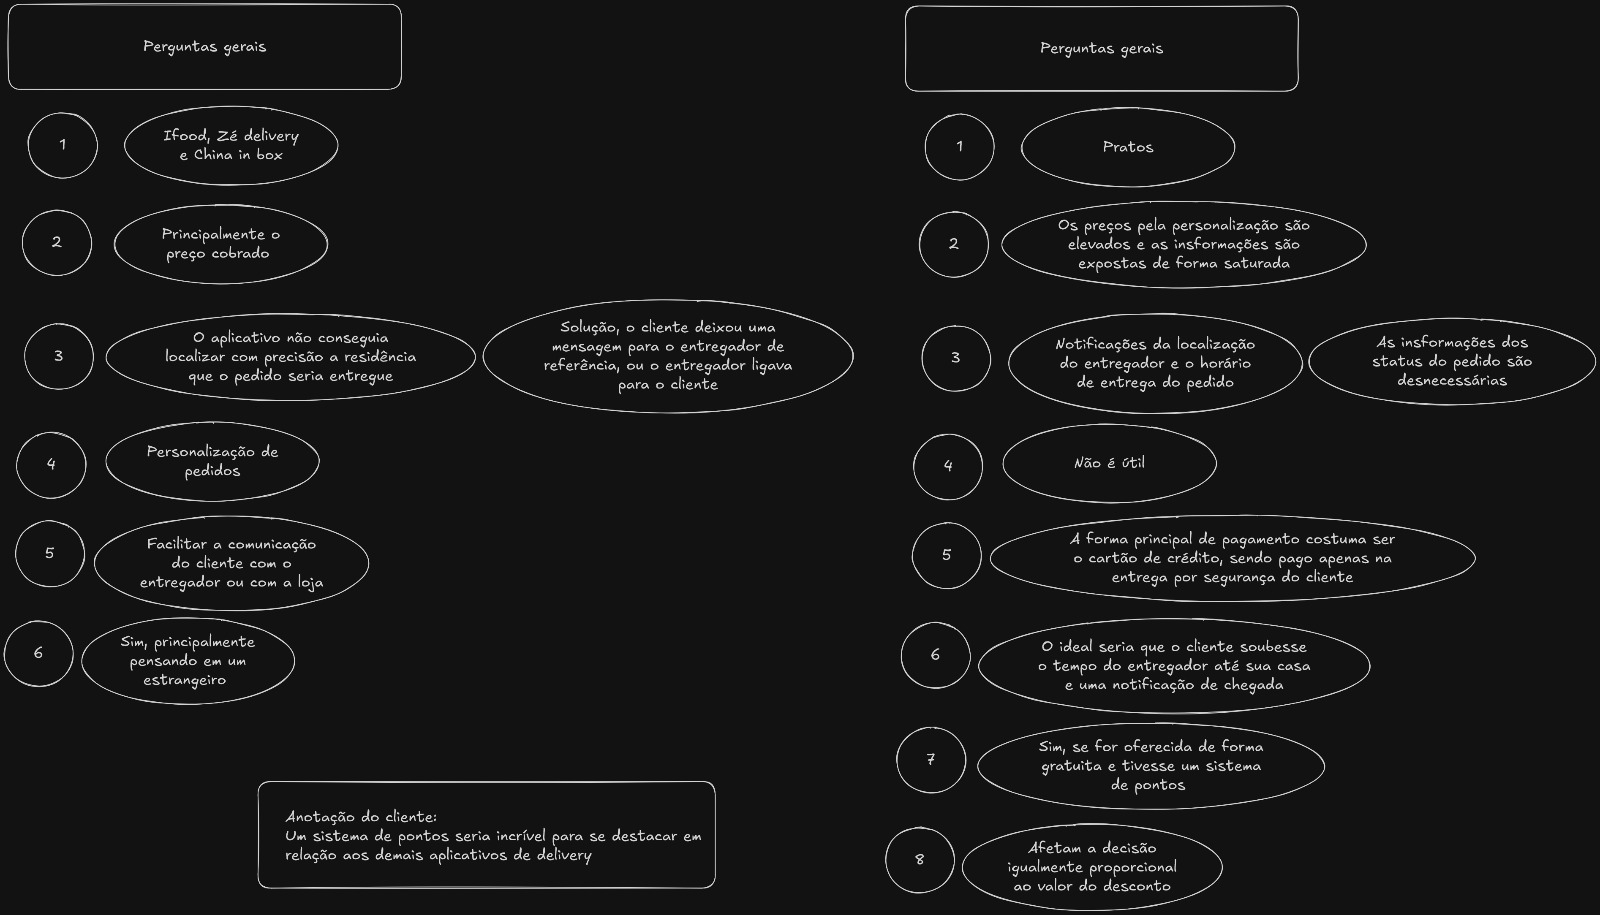 Perguntas gerais
1
Ifood, Zé delivery
e China in box
2
Principalmente o
preço cobrado
3
O aplicativo não conseguia
localizar com precisão a residência
que o pedido seria entregue
Solução, o cliente deixou uma
mensagem para o entregador de
referência, ou o entregador ligava
para o cliente
4
Personalização de
pedidos
5
Facilitar a comunicação
do cliente com o
entregador ou com a loja
6
Sim, principalmente
pensando em um
estrangeiro
Anotação do cliente:
Um sistema de pontos seria incrível para se destacar em
relação aos demais aplicativos de delivery
Perguntas gerais
1
Pratos
2
Os preços pela personalização são
elevados e as insformações são
expostas de forma saturada
3
Notificações da localização
do entregador e o horário
de entrega do pedido
As insformações dos
status do pedido são
desnecessárias
4
Não é útil
5
A forma principal de pagamento costuma ser
o cartão de crédito, sendo pago apenas na
entrega por segurança do cliente
6
O ideal seria que o cliente soubesse
o tempo do entregador até sua casa
e uma notificação de chegada
7
Sim, se for oferecida de forma
gratuita e tivesse um sistema
de pontos
8
Afetam a decisão
igualmente proporcional
ao valor do desconto